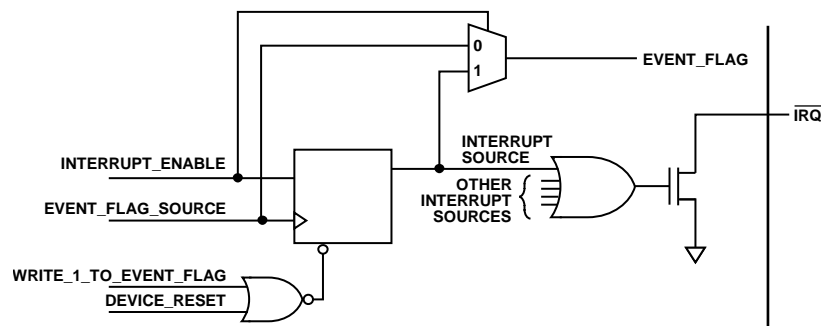 0
EVENT_FLAG
1
IRQ
INTERRUPT
SOURCE
INTERRUPT_ENABLE
OTHER
INTERRUPT
SOURCES
EVENT_FLAG_SOURCE
WRITE_1_TO_EVENT_FLAG
DEVICE_RESET